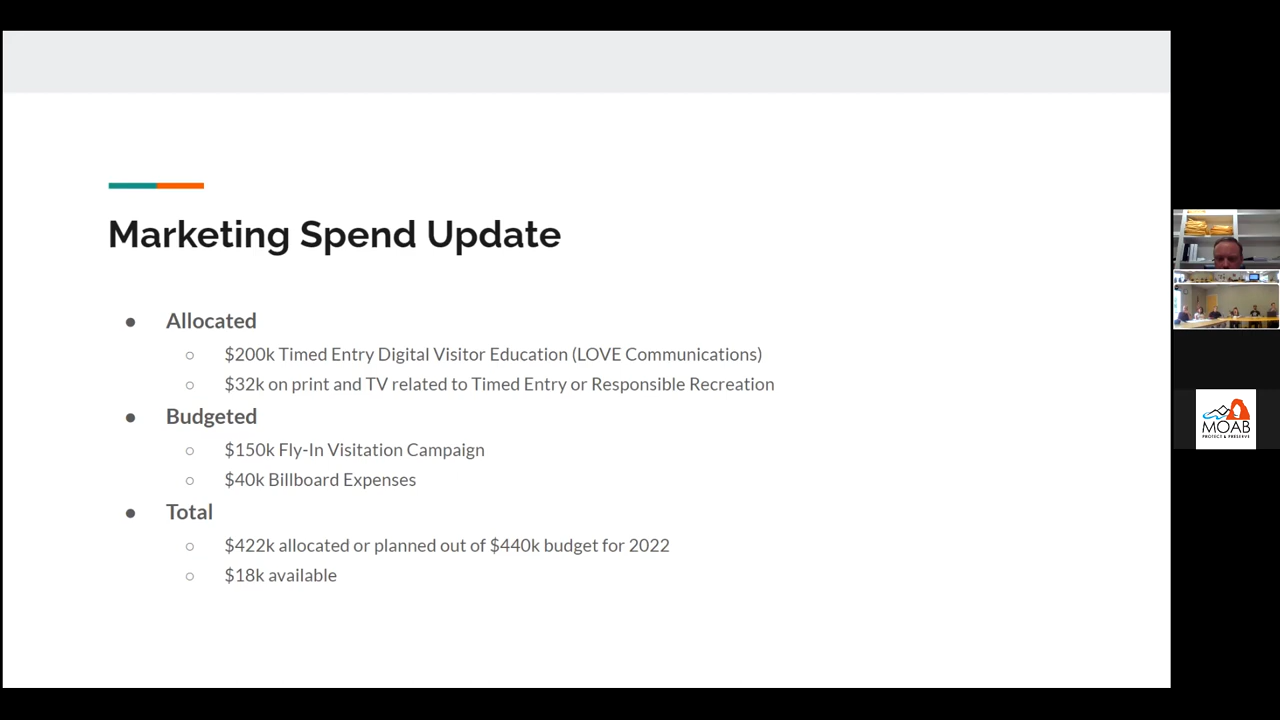 Marketing Spend Update
● Allocated
○ $200k Timed Entry Digital Visitor Education (LOVE Communications)
○ $32k on print and TV related to Timed Entry or Responsible Recreation
● Budgeted
○ $150k Fly-In Visitation Campaign
○ $40k Billboard Expenses
● Total
○ $422k allocated or planned out of $440k budget for 2022
○ $18k available
MOAB
PROTECT & PRESERVE